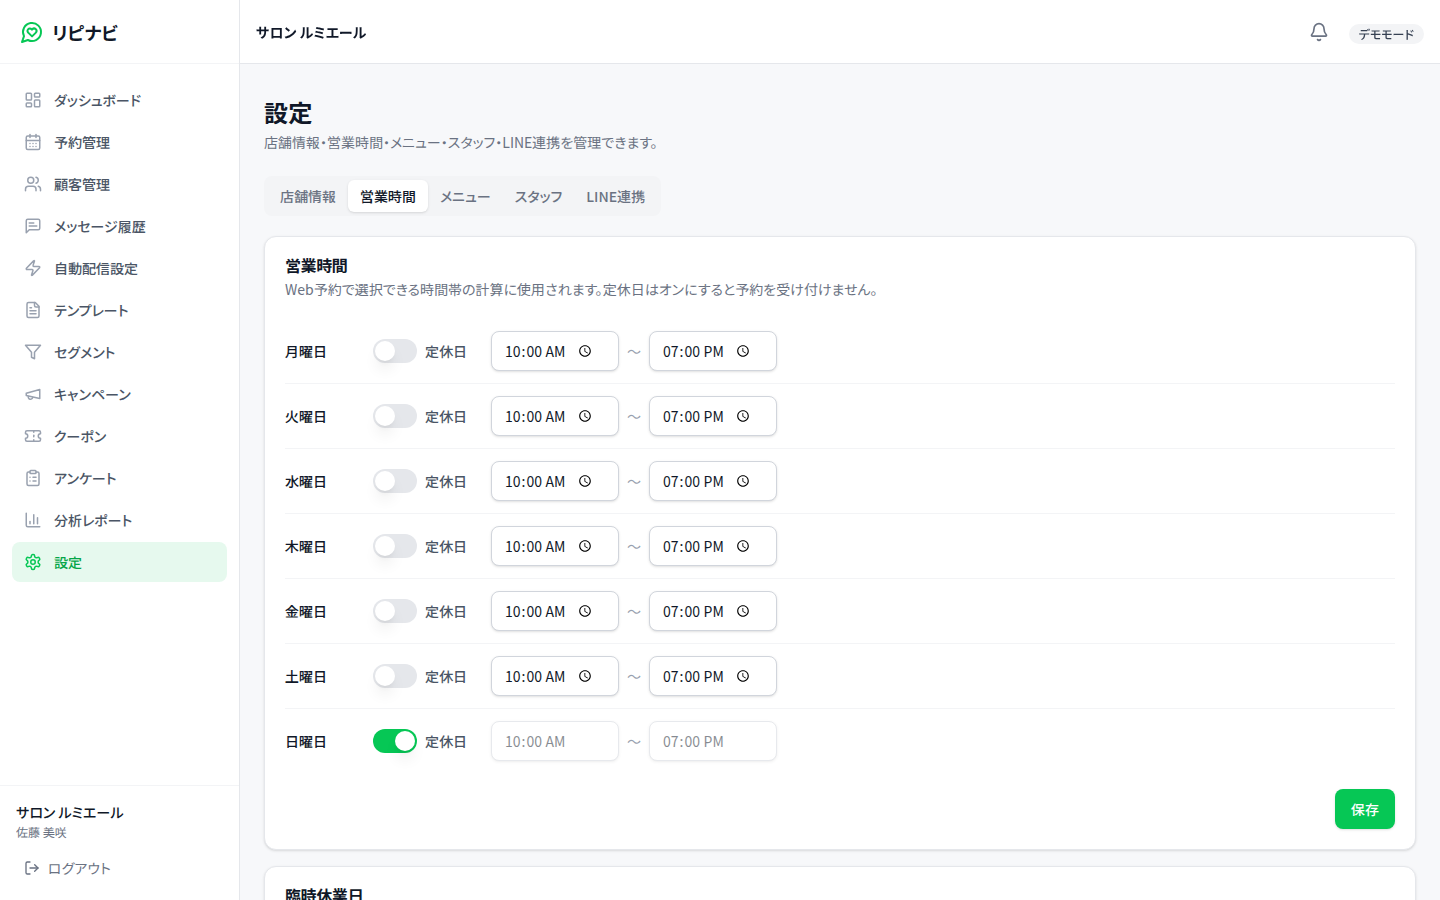 リピナビ
サロン ルミエール
デモモード
ダッシュボード
予約管理
顧客管理
メッセージ履歴
自動配信設定
テンプレート
セグメント
キャンペーン
クーポン
アンケート
分析レポート
設定
サロン ルミエール
佐藤 美咲
ログアウト
設定
店舗情報・営業時間・メニュー・スタッフ・LINE連携を管理できます。
店舗情報 営業時間 メニュー スタッフ LINE連携
営業時間
Web予約で選択できる時間帯の計算に使用されます。定休日はオンにすると予約を受け付けません。
月曜日 定休日 10:00 AM ～ 07:00 PM
火曜日 定休日 10:00 AM ～ 07:00 PM
水曜日 定休日 10:00 AM ～ 07:00 PM
木曜日 定休日 10:00 AM ～ 07:00 PM
金曜日 定休日 10:00 AM ～ 07:00 PM
土曜日 定休日 10:00 AM ～ 07:00 PM
日曜日 定休日 10:00 AM ～ 07:00 PM
保存
臨時休業日